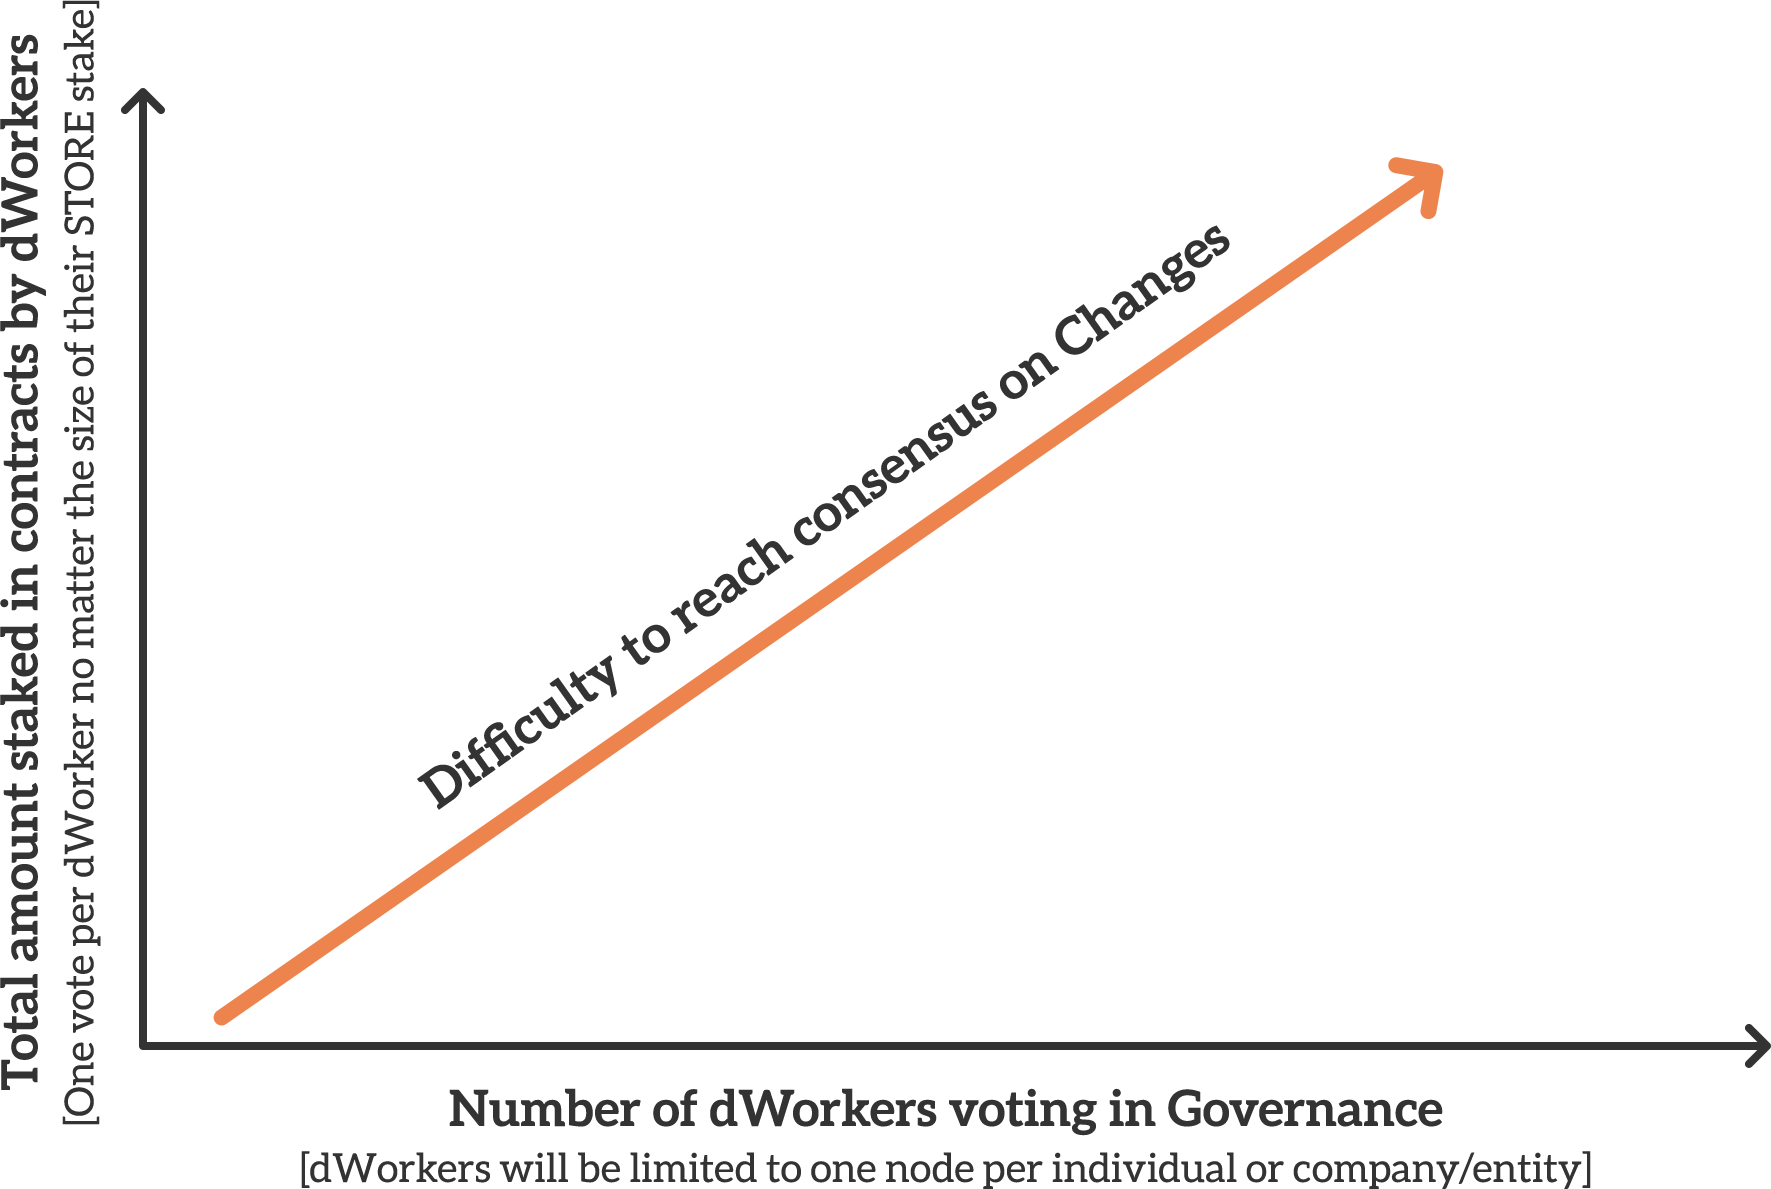 Total amount staked in contracts by dWorkers
[One vote per dWorker no matter the size of their STORE stake]
Difficulty to reach consensus on Changes
Number of dWorkers voting in Governance
[dWorkers will be limited to one node per individual or company/entity]